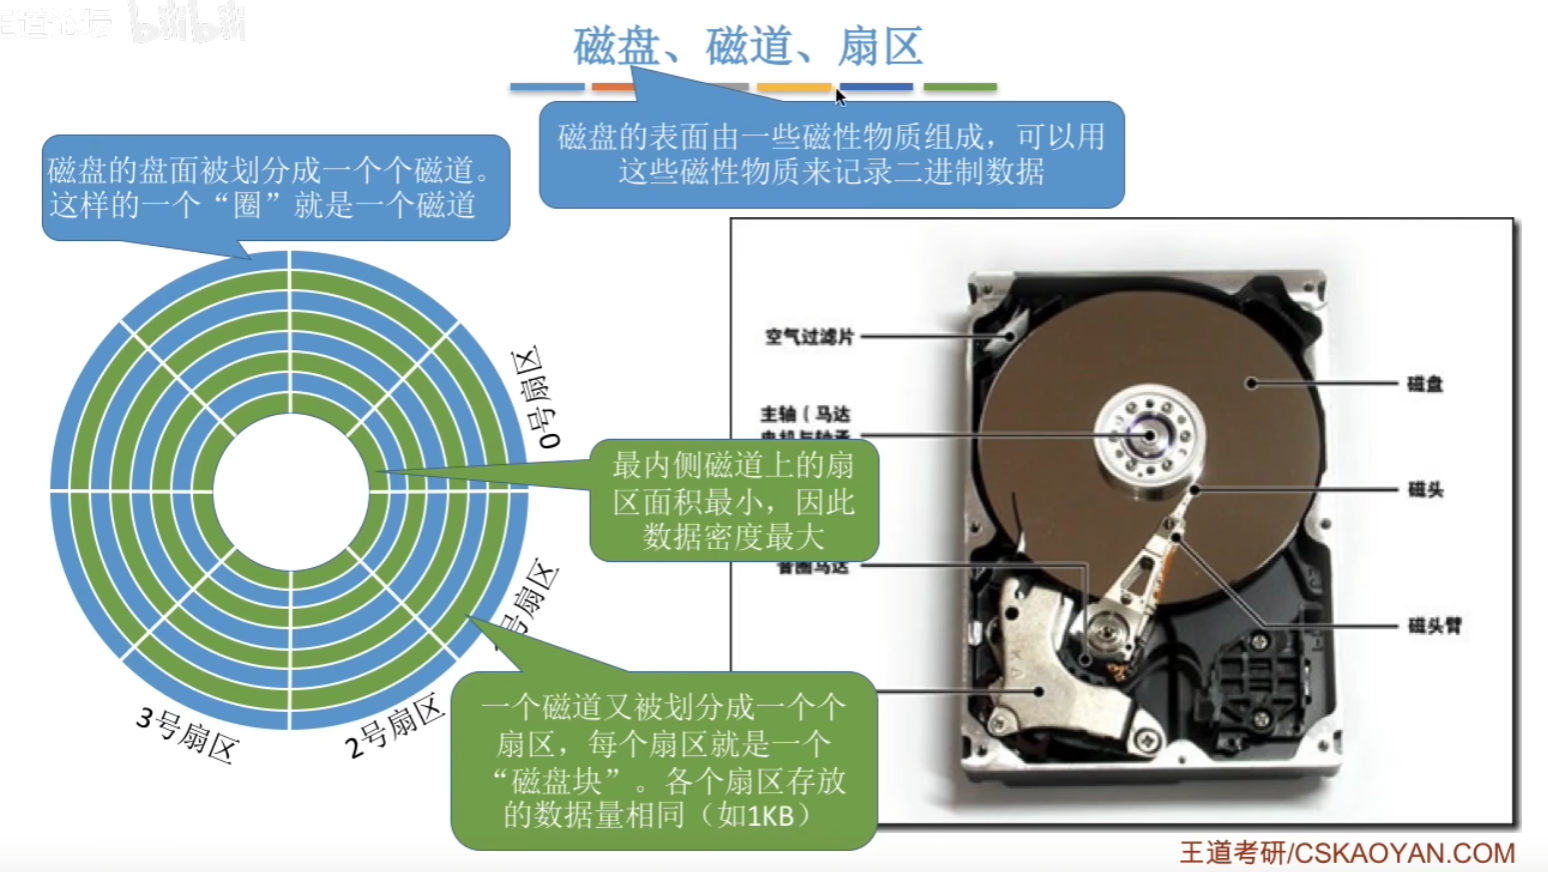 王道论坛 bilibili
磁盘、磁道、扇区
磁盘的表面由一些磁性物质组成，可以用
这些磁性物质来记录二进制数据
磁盘的盘面被划分成一个个磁道。
这样的一个“圈”就是一个磁道
0号扇区
号扇区
2号扇区
3号扇区
最内侧磁道上的扇
区面积最小，因此
数据密度最大
一个磁道又被划分成一个个
扇区，每个扇区就是一个
“磁盘块”。各个扇区存放
的数据量相同（如1KB）
空气过滤片
主轴（马达
电机与轴承
音圈马达
磁盘
磁头
磁头臂
王道考研/CSKAOYAN.COM